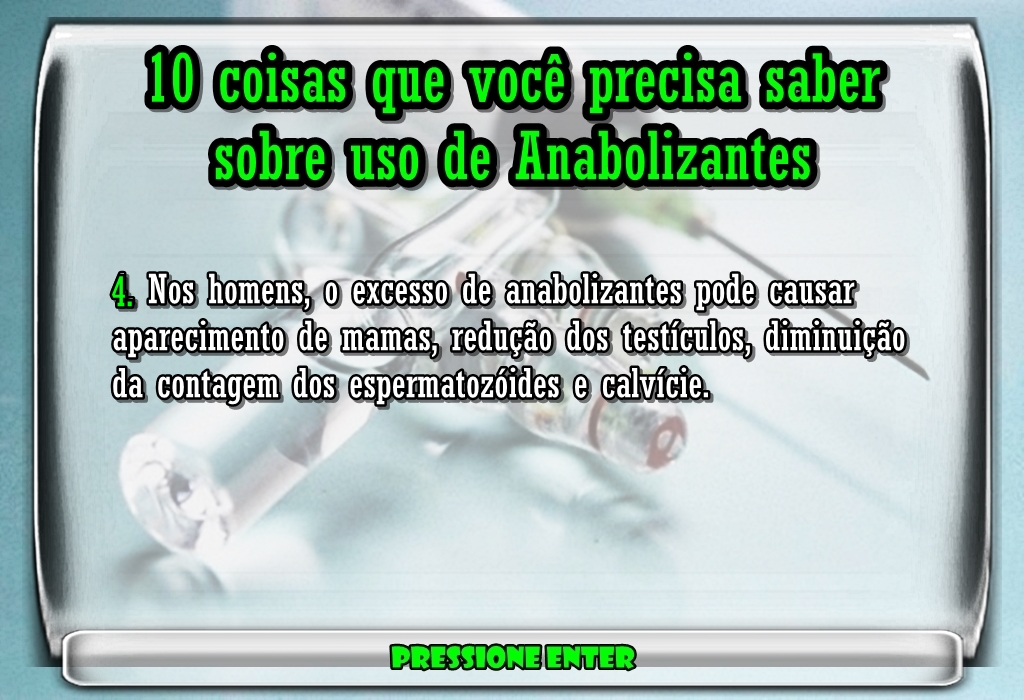 10 coisas que você precisa saber
sobre uso de Anabolizantes
4. Nos homens, o excesso de anabolizantes pode causar
aparecimento de mamas, redução dos testículos, diminuição
da contagem dos espermatozóides e calvície.
PRESSIONE ENTER